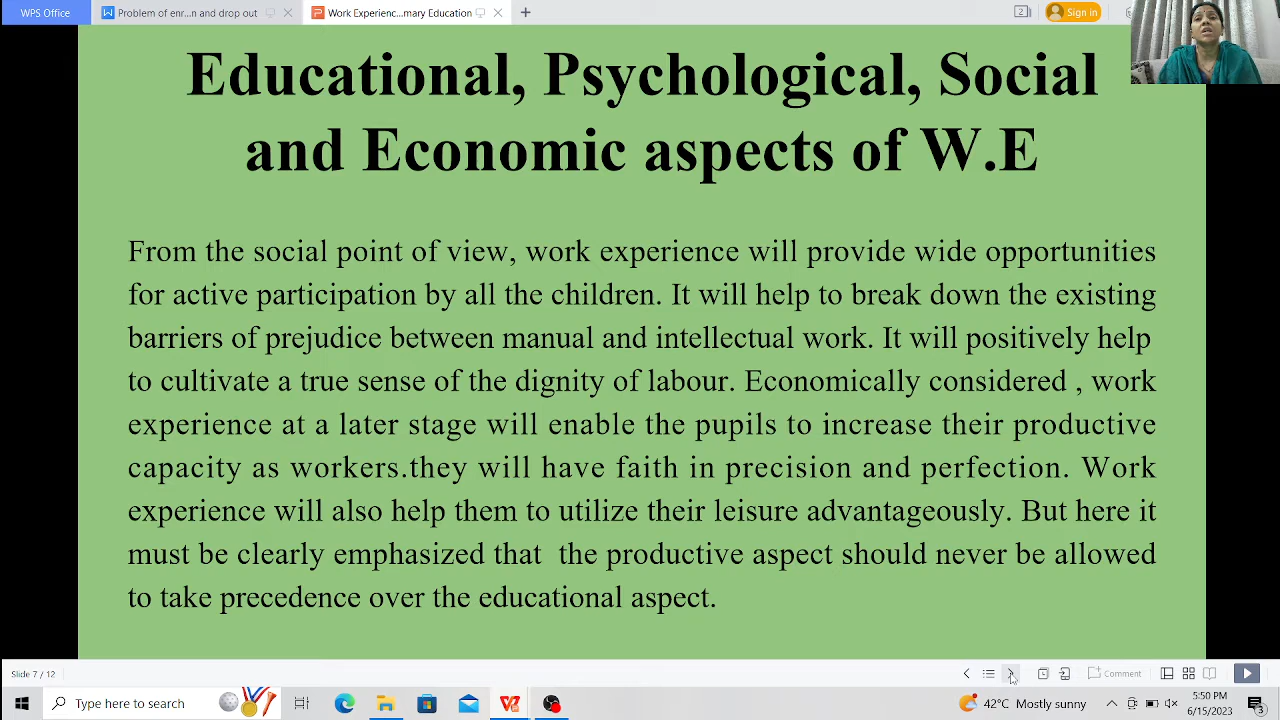 WPS Office
Problem of enr...n and drop out
Work Experienc...mary Education
2
Sign in
Educational, Psychological, Social
and Economic aspects of W.E
From the social point of view, work experience will provide wide opportunities
for active participation by all the children. It will help to break down the existing
barriers of prejudice between manual and intellectual work. It will positively help
to cultivate a true sense of the dignity of labour. Economically considered , work
experience at a later stage will enable the pupils to increase their productive
capacity as workers.they will have faith in precision and perfection. Work
experience will also help them to utilize their leisure advantageously. But here it
must be clearly emphasized that  the productive aspect should never be allowed
to take precedence over the educational aspect.
Slide 7 / 12
Comment
Type here to search
42°C Mostly sunny
5:50 PM
6/15/2023
3